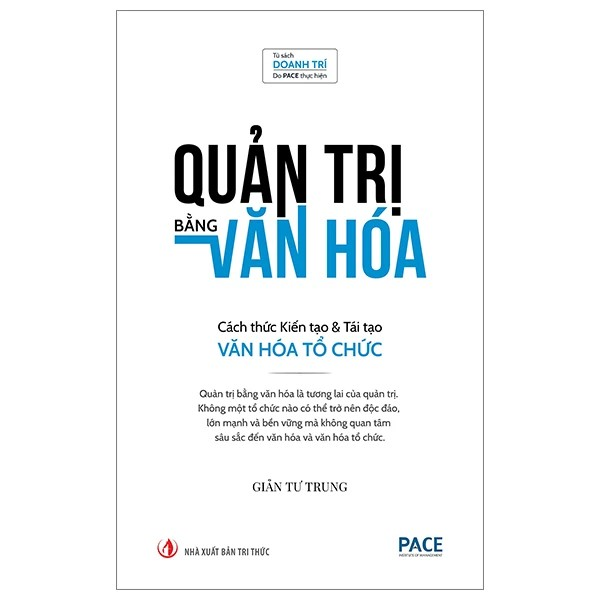 Tủ sách
DOANH TRÍ
Do PACE thực hiện
QUẢN TRỊ
BẰNG
VĂN HÓA
Cách thức Kiến tạo & Tái tạo
VĂN HÓA TỔ CHỨC
Quản trị bằng văn hóa là tương lai của quản trị.
Không một tổ chức nào có thể trở nên độc đáo,
lớn mạnh và bền vững mà không quan tâm
sâu sắc đến văn hóa và văn hóa tổ chức.
GIẢN TƯ TRUNG
NHÀ XUẤT BẢN TRI THỨC
PACE
INSTITUTE OF MANAGEMENT